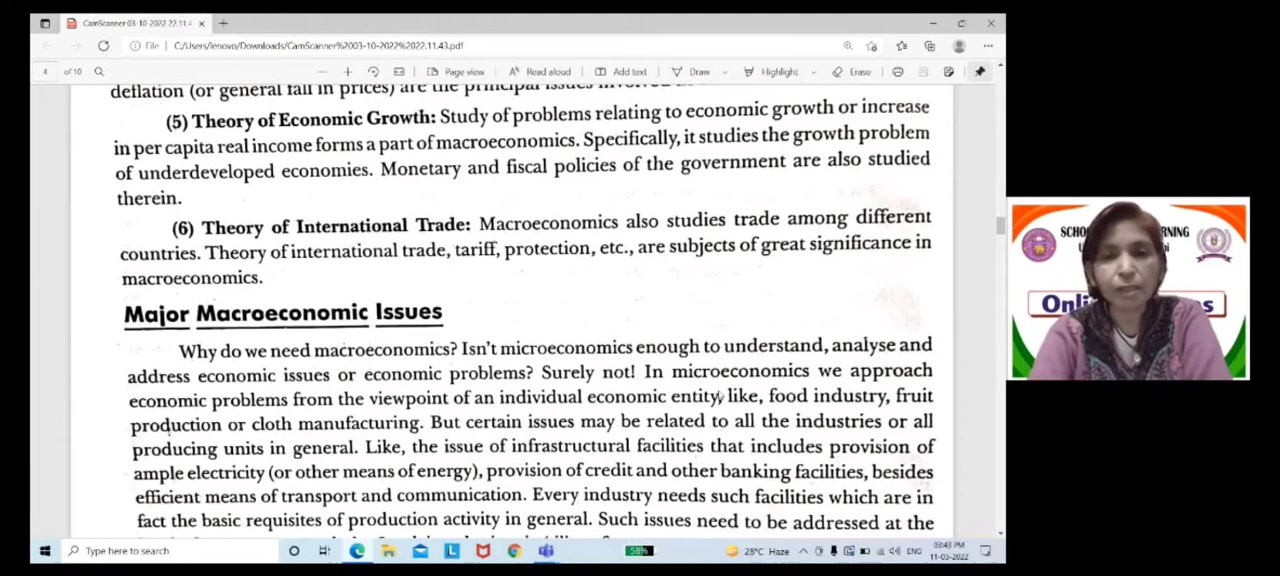 CamScanner 03-10-2022 22.11.4
File
C:/Users/lenovo/Downloads/CamScanner%2003-10-2022%2022.11.43.pdf
4 of 10
Page view
Read aloud
Add text
Draw
Highlight
Erase
deflation (or general fall in prices) are the principal issues
(5) Theory of Economic Growth: Study of problems relating to economic growth or increase
in per capita real income forms a part of macroeconomics. Specifically, it studies the growth problem
of underdeveloped economies. Monetary and fiscal policies of the government are also studied
therein.
(6) Theory of International Trade: Macroeconomics also studies trade among different
countries. Theory of international trade, tariff, protection, etc., are subjects of great significance in
macroeconomics.
Major Macroeconomic Issues
Why do we need macroeconomics? Isn't microeconomics enough to understand, analyse and
address economic issues or economic problems? Surely not! In microeconomics we approach
economic problems from the viewpoint of an individual economic entity, like, food industry, fruit
production or cloth manufacturing. But certain issues may be related to all the industries or all
producing units in general. Like, the issue of infrastructural facilities that includes provision of
ample electricity (or other means of energy), provision of credit and other banking facilities, besides
efficient means of transport and communication. Every industry needs such facilities which are in
fact the basic requisites of production activity in general. Such issues need to be addressed at the
SCHO RNING
Onli s
Type here to search
58%
28°C Haze
ENG
03:43 PM
11-03-2022